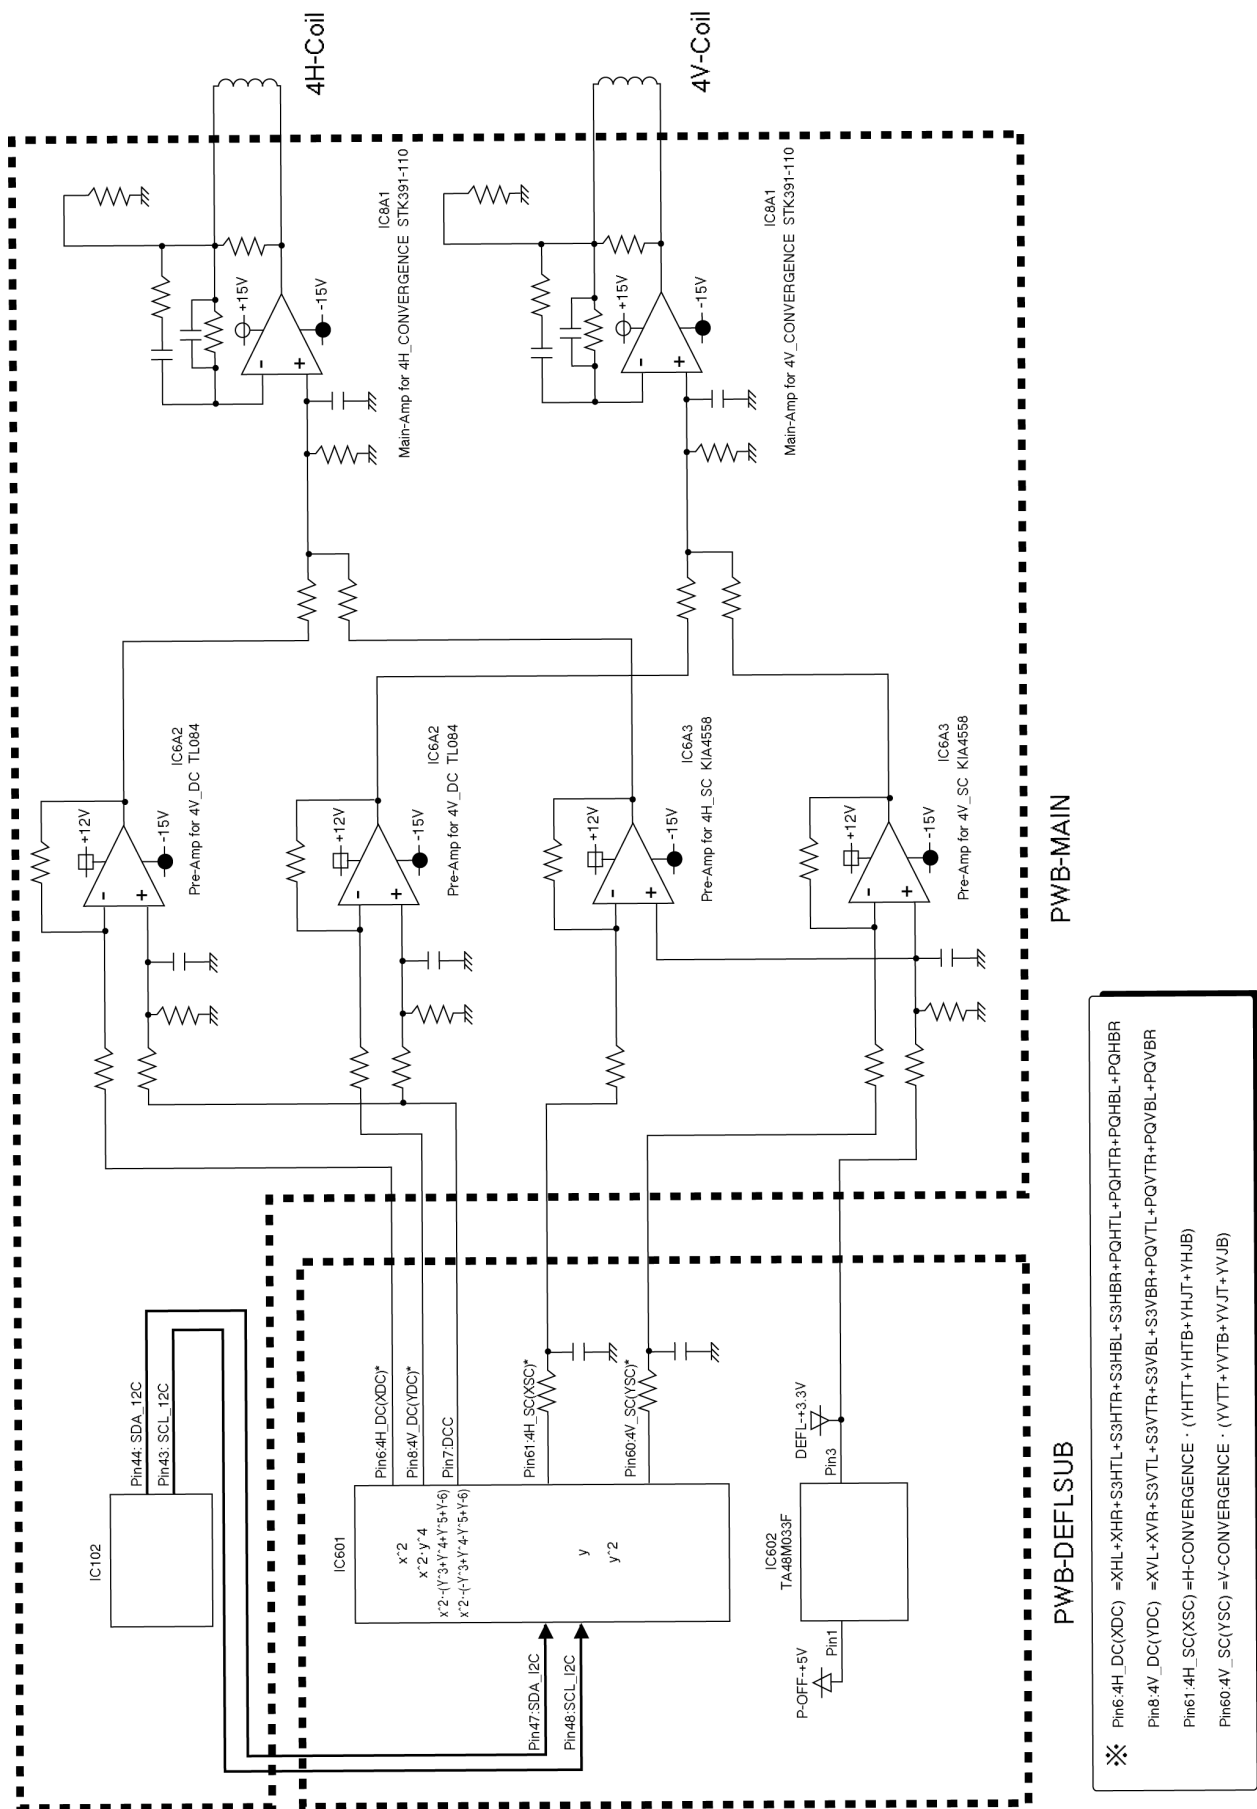 4H-Coil
4V-Coil
+15V
-15V
IC8A1
Main-Amp for 4H_CONVERGENCE STK391-110
+15V
-15V
IC8A1
Main-Amp for 4V_CONVERGENCE STK391-110
+12V
-15V
IC6A2
Pre-Amp for 4V_DC TL084
+12V
-15V
IC6A2
Pre-Amp for 4V_DC TL084
+12V
-15V
IC6A3
Pre-Amp for 4H_SC KIA4558
+12V
-15V
IC6A3
Pre-Amp for 4V_SC KIA4558
PWB-MAIN
IC102
Pin44: SDA_12C
Pin43: SCL_12C
IC601
x^2
x^2·y^4
x^2··(Y^3+Y^4+Y^5+Y-6)
x^2··(-Y^3+Y^4-Y^5+Y-6)
y
y^2
Pin6:4H_DC(XDC)*
Pin8:4V_DC(YDC)*
Pin7:DCC
Pin61:4H_SC(XSC)*
Pin60:4V_SC(YSC)*
Pin47:SDA_I2C
Pin48:SCL_I2C
IC602
TA48M033F
P-OFF-+5V
Pin1
DEFL-+3.3V
Pin3
PWB-DEFLSUB
※ Pin6:4H_DC(XDC) =XHL+XHR+S3HTL+S3HTR+S3HBL+S3HBR+PQHTL+PQHTR+PQHBL+PQHBR
Pin8:4V_DC(YDC) =XVL+XVR+S3VTL+S3VTR+S3VBL+S3VBR+PQVTL+PQVTR+PQVBL+PQVBR
Pin61:4H_SC(XSC) =H-CONVERGENCE · (YHTT+YHTB+YHJT+YHJB)
Pin60:4V_SC(YSC) =V-CONVERGENCE · (YVTT+YVTB+YVJT+YVJB)